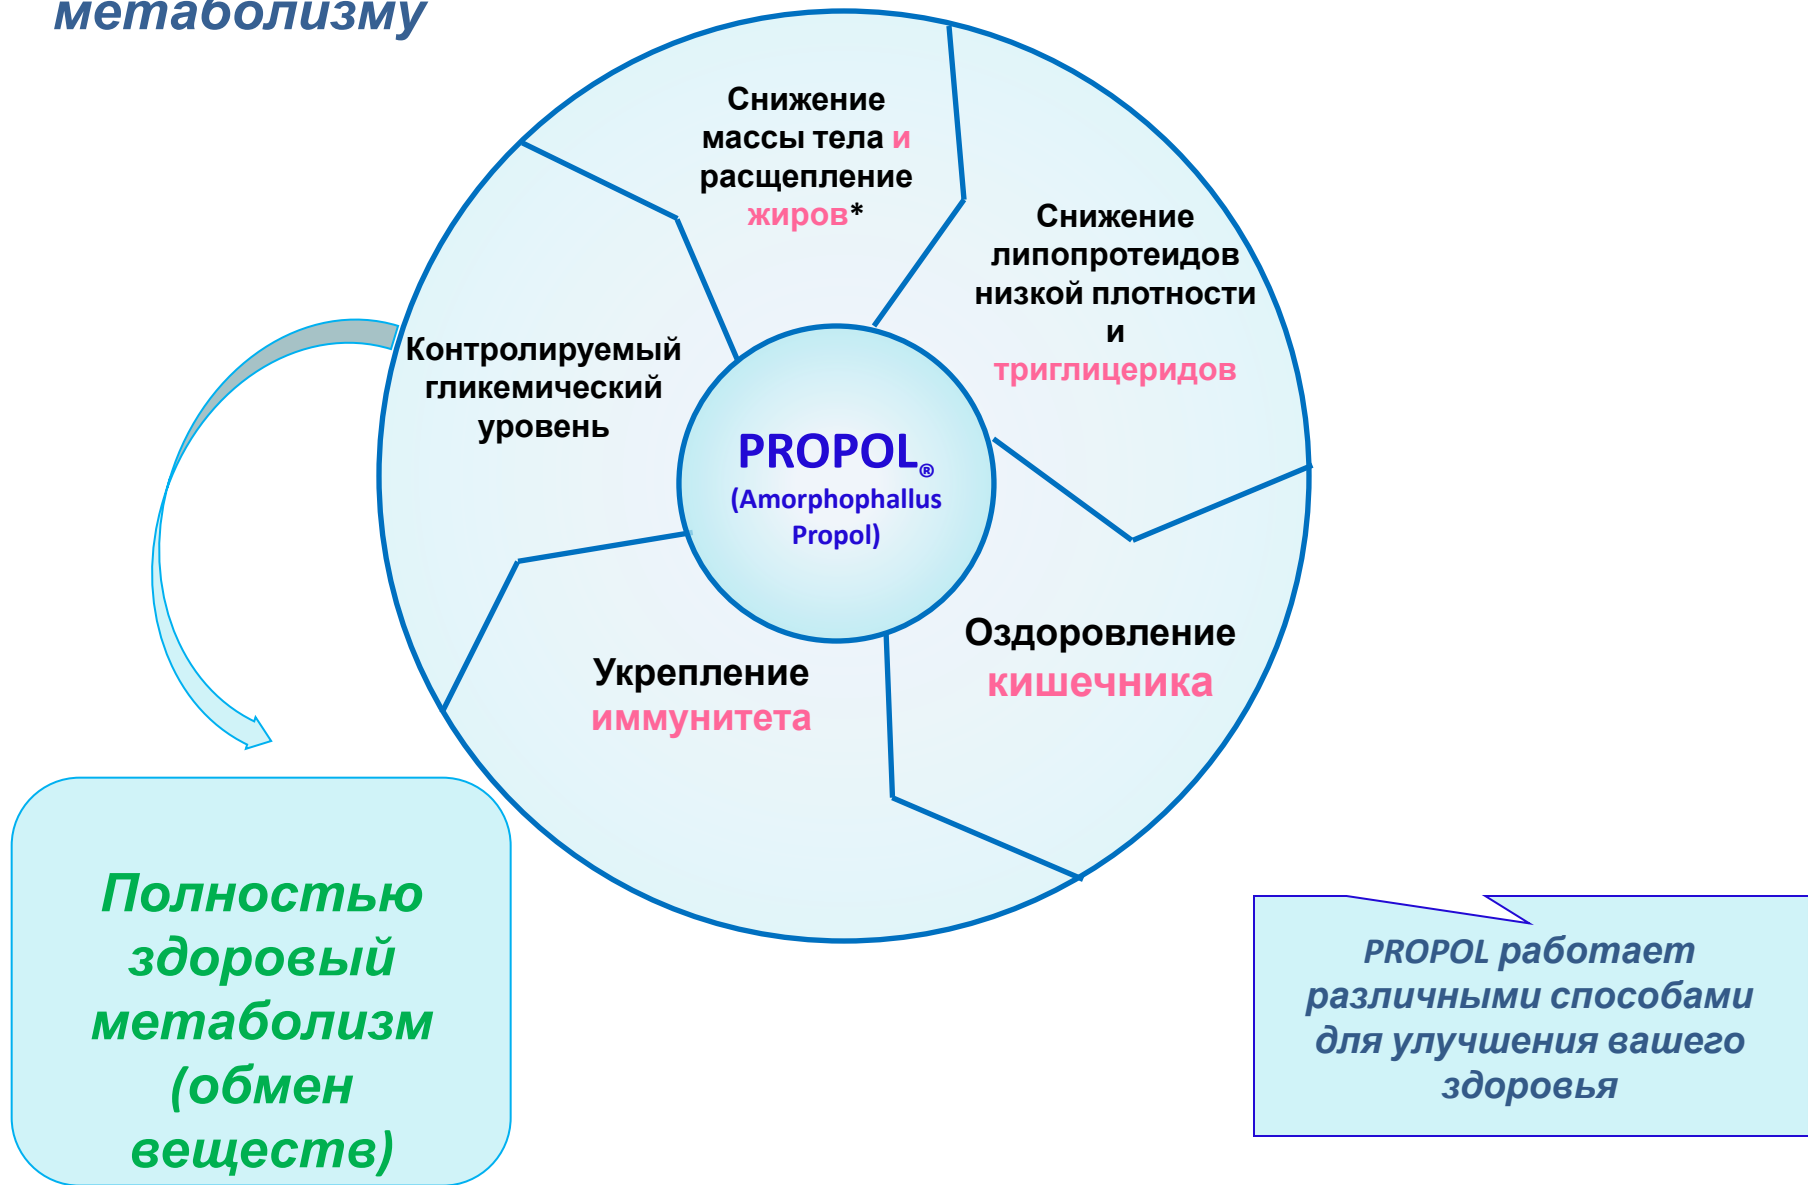 метаболизму
Снижение
массы тела и
расщепление
жиров*
Снижение
липопротеидов
низкой плотности
и
триглицеридов
Контролируемый
гликемический
уровень
PROPOL®
(Amorphophallus
Propol)
Оздоровление
кишечника
Укрепление
иммунитета
Полностью
здоровый
метаболизм
(обмен
веществ)
PROPOL работает
различными способами
для улучшения вашего
здоровья